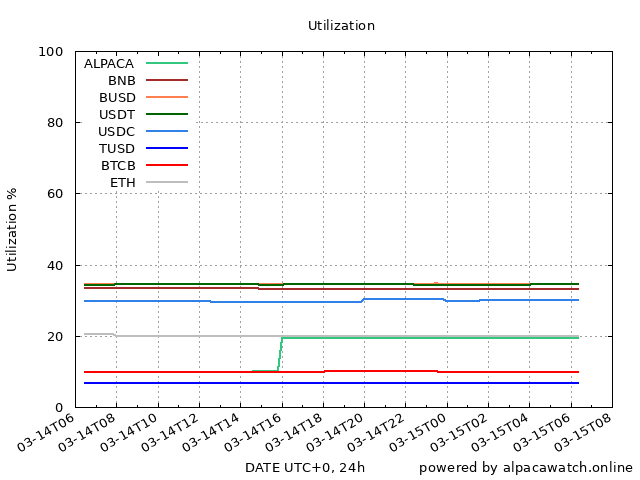 Utilization
100
80
60
40
20
0
Utilization %
ALPACA
BNB
BUSD
USDT
USDC
TUSD
BTCB
ETH
03-14T06
03-14T08
03-14T10
03-14T12
03-14T14
03-14T16
03-14T18
03-14T20
03-14T22
03-15T00
03-15T02
03-15T04
03-15T06
03-15T08
DATE UTC+0, 24h
powered by alpacawatch.online